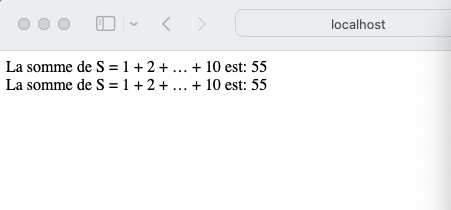 localhost
La somme de S = 1 + 2 + … + 10 est: 55
La somme de S = 1 + 2 + … + 10 est: 55